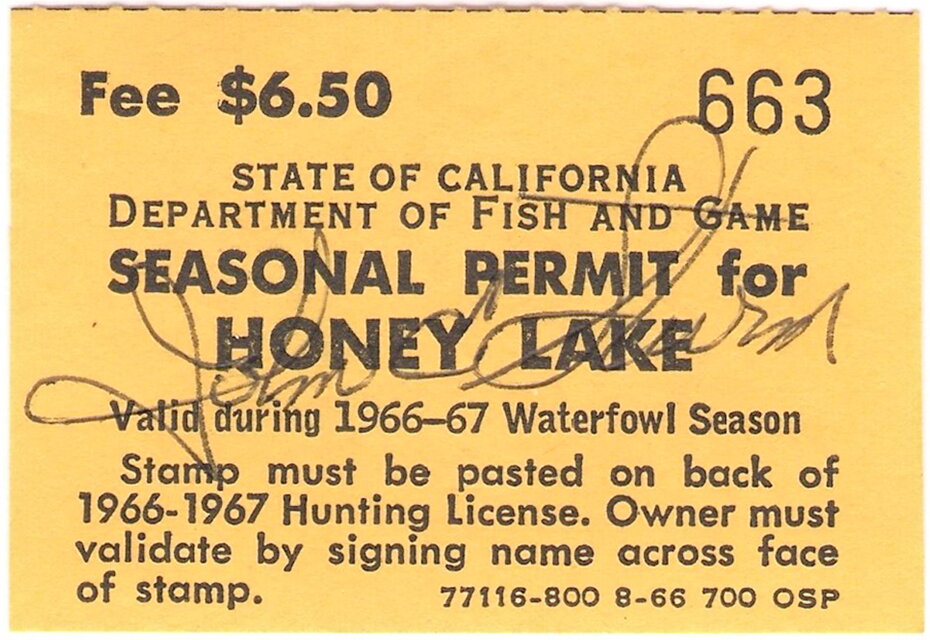 Fee $6.50 663
STATE OF CALIFORNIA
DEPARTMENT OF FISH AND GAME
SEASONAL PERMIT for
HONEY LAKE
Valid during 1966–67 Waterfowl Season
Stamp must be pasted on back of
1966-1967 Hunting License. Owner must
validate by signing name across face
of stamp. 77116-800 8-66 700 OSP
John